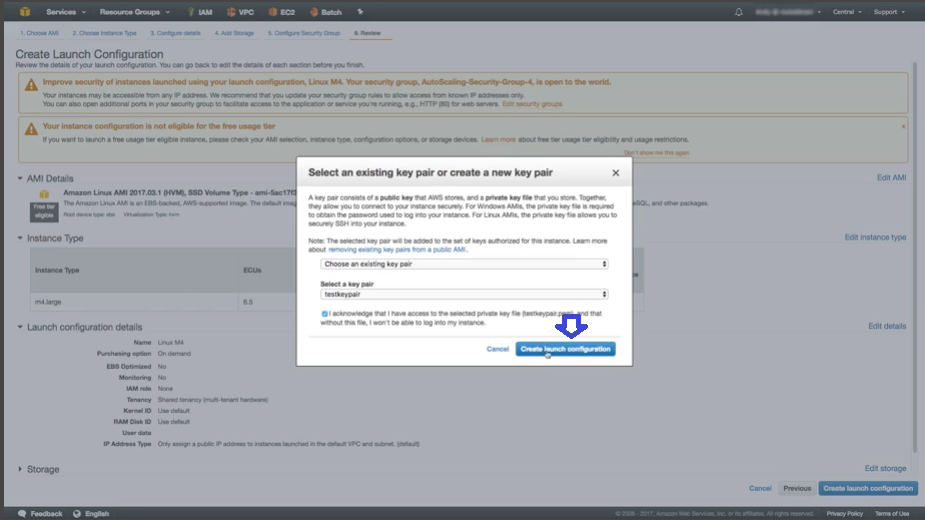 Services Resource Groups IAM VPC EC2 Batch Central Support
1. Choose AMI 2. Choose Instance Type 3. Configure details 4. Add Storage 5. Configure Security Group 6. Review
Create Launch Configuration
Review the details of your launch configuration. You can go back to edit the details of each section before you finish.
Improve security of instances launched using your launch configuration, Linux M4. Your security group, AutoScaling-Security-Group-4, is open to the world.
Your instances may be accessible from any IP address. We recommend that you update your security group rules to allow access from known IP addresses only.
You can also open additional ports in your security group to facilitate access to the application or service you're running, e.g., HTTP (80) for web servers. Edit security groups
Your instance configuration is not eligible for the free usage tier
x
If you want to launch a free usage tier eligible instance, please check your AMI selection, instance type, configuration options, or storage devices. Learn more about free usage tier eligibility and usage restrictions.
Don't show me this again
AMI Details Edit AMI
Amazon Linux AMI 2017.03.1 (HVM), SSD Volume Type -
Free tier
eligible
The Amazon Linux AMI is an EBS-backed, AWS-supported image. The default
and other packages.
Root device type: ebs Virtualization Type: hvm
Instance Type Edit instance type
Instance Type ECUs
m4.large 6.5
Select an existing key pair or create a new key pair ×
A key pair consists of a public key that AWS stores, and a private key file that you store. Together,
they allow you to connect to your instance securely. For Windows AMIs, the private key file is required
to obtain the password used to log into your instance. For Linux AMIs, the private key file allows you to
securely SSH into your instance.
Note: The selected key pair will be added to the set of keys authorized for this instance. Learn more
about removing existing key pairs from a public AMI.
Choose an existing key pair
Select a key pair
testkeypair
I acknowledge that I have access to the selected private key file (testkeypair.pem), and that
without this file, I won't be able to log into my instance.
Cancel Create launch configuration
Launch configuration details Edit details
Name Linux M4
Purchasing option On demand
EBS Optimized No
Monitoring No
IAM role None
Tenancy Shared tenancy (multi-tenant hardware)
Kernel ID Use default
RAM Disk ID Use default
User data
IP Address Type Only assign a public IP address to instances launched in the default VPC and subnet. (default)
Storage Edit storage
Cancel Previous Create launch configuration
Feedback English © 2008 - 2017, Amazon Web Services, Inc. or its affiliates. All rights reserved. Privacy Policy Terms of Use